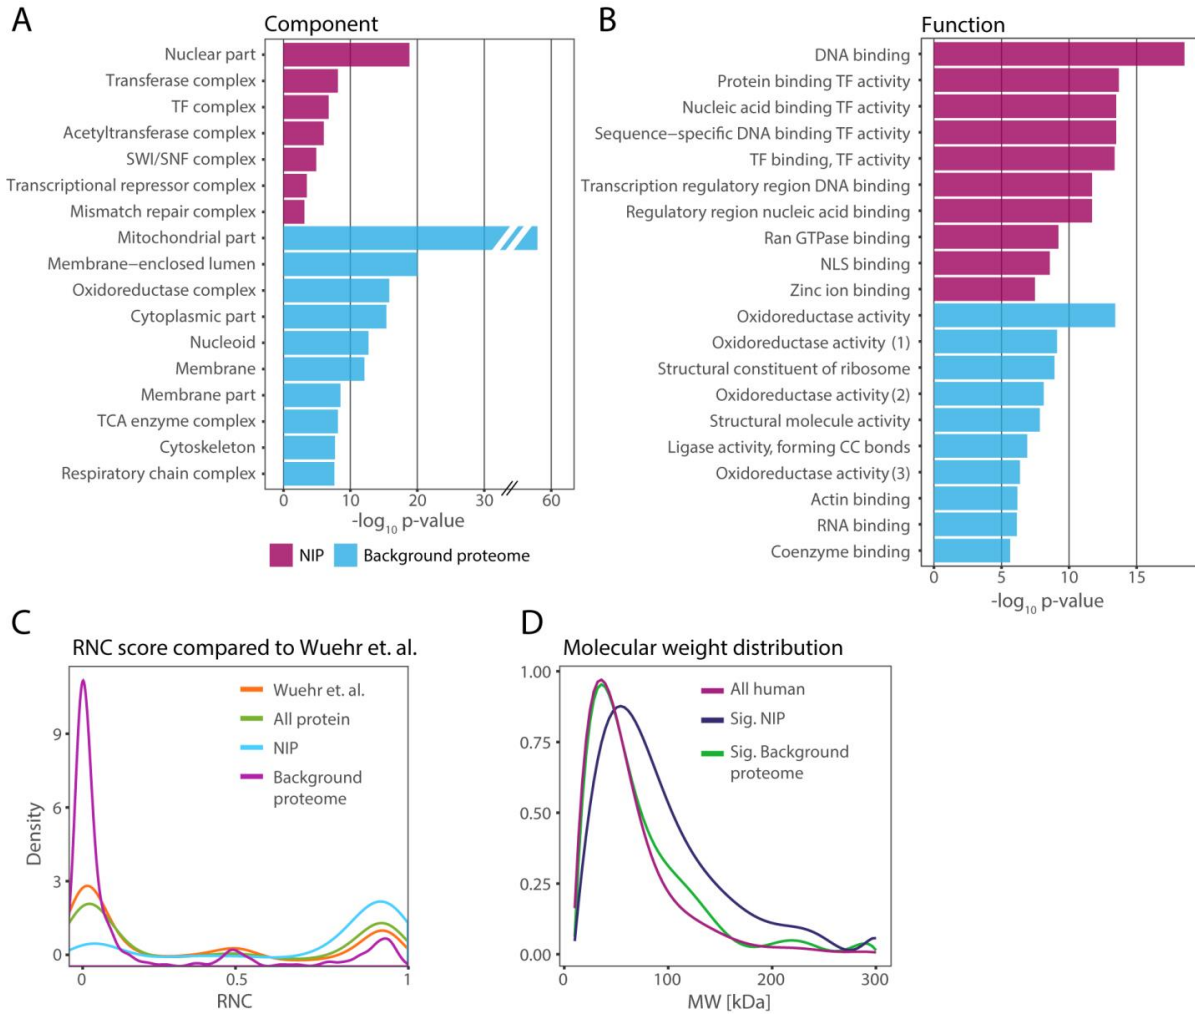 A
Component
Nuclear part
Transferase complex
TF complex
Acetyltransferase complex
SWI/SNF complex
Transcriptional repressor complex
Mismatch repair complex
Mitochondrial part
Membrane−enclosed lumen
Oxidoreductase complex
Cytoplasmic part
Nucleoid
Membrane
Membrane part
TCA enzyme complex
Cytoskeleton
Respiratory chain complex
0 10 20 30 60
-log10 p-value
NIP Background proteome
B
Function
DNA binding
Protein binding TF activity
Nucleic acid binding TF activity
Sequence−specific DNA binding TF activity
TF binding, TF activity
Transcription regulatory region DNA binding
Regulatory region nucleic acid binding
Ran GTPase binding
NLS binding
Zinc ion binding
Oxidoreductase activity
Oxidoreductase activity (1)
Structural constituent of ribosome
Oxidoreductase activity (2)
Structural molecule activity
Ligase activity, forming CC bonds
Oxidoreductase activity (3)
Actin binding
RNA binding
Coenzyme binding
0 5 10 15
-log10 p-value
C
RNC score compared to Wuehr et. al.
Wuehr et. al.
All protein
NIP
Background
proteome
Density
9
6
3
0
0 0.5 1
RNC
D
Molecular weight distribution
All human
Sig. NIP
Sig. Background
proteome
1.00
0.75
0.50
0.25
0.00
0 100 200 300
MW [kDa]